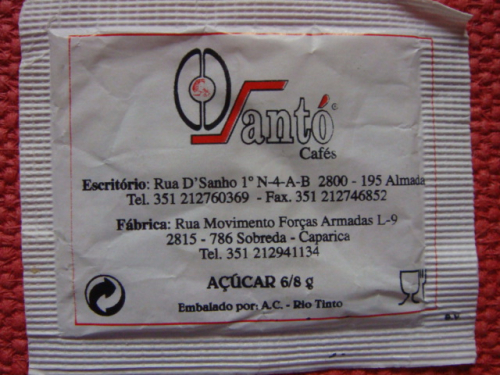 Santó
Cafés
Escritório: Rua D'Sanho 1º N-4-A-B 2800 - 195 Almada
Tel. 351 212760369 - Fax. 351 212746852
Fábrica: Rua Movimento Forças Armadas L-9
2815 - 786 Sobreda - Caparica
Tel. 351 212941134
AÇÚCAR 6/8 g
Embalado por: A.C. - Rio Tinto